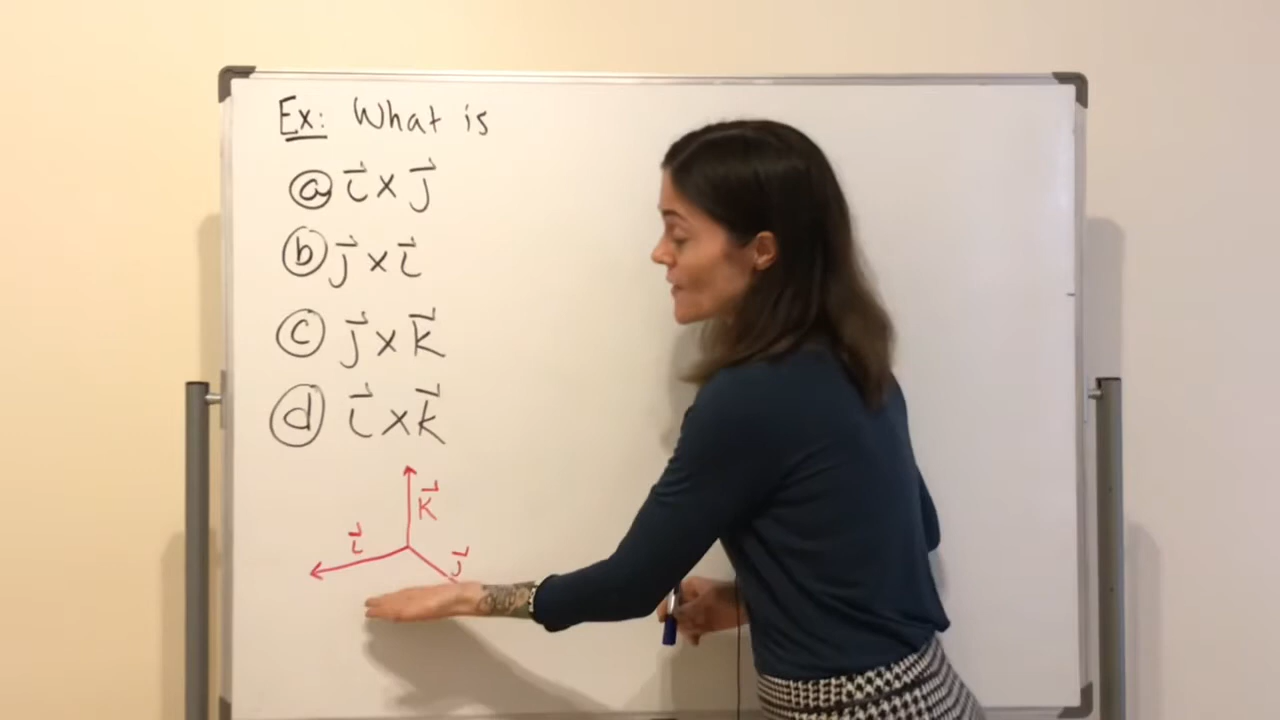 Ex: What is
ⓐ i⃗ × j⃗
ⓑ j⃗ × i⃗
ⓒ j⃗ × k⃗
ⓓ i⃗ × k⃗
k⃗
i⃗
j⃗